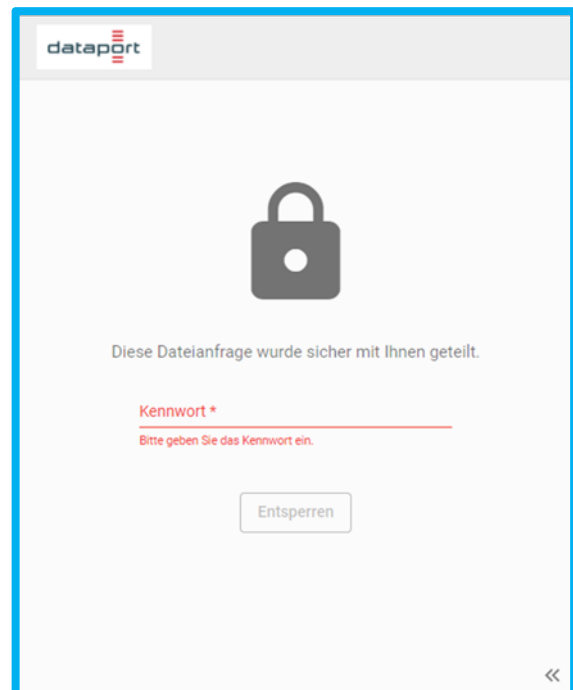 dataport
Diese Dateianfrage wurde sicher mit Ihnen geteilt.
Kennwort *
Bitte geben Sie das Kennwort ein.
Entsperren